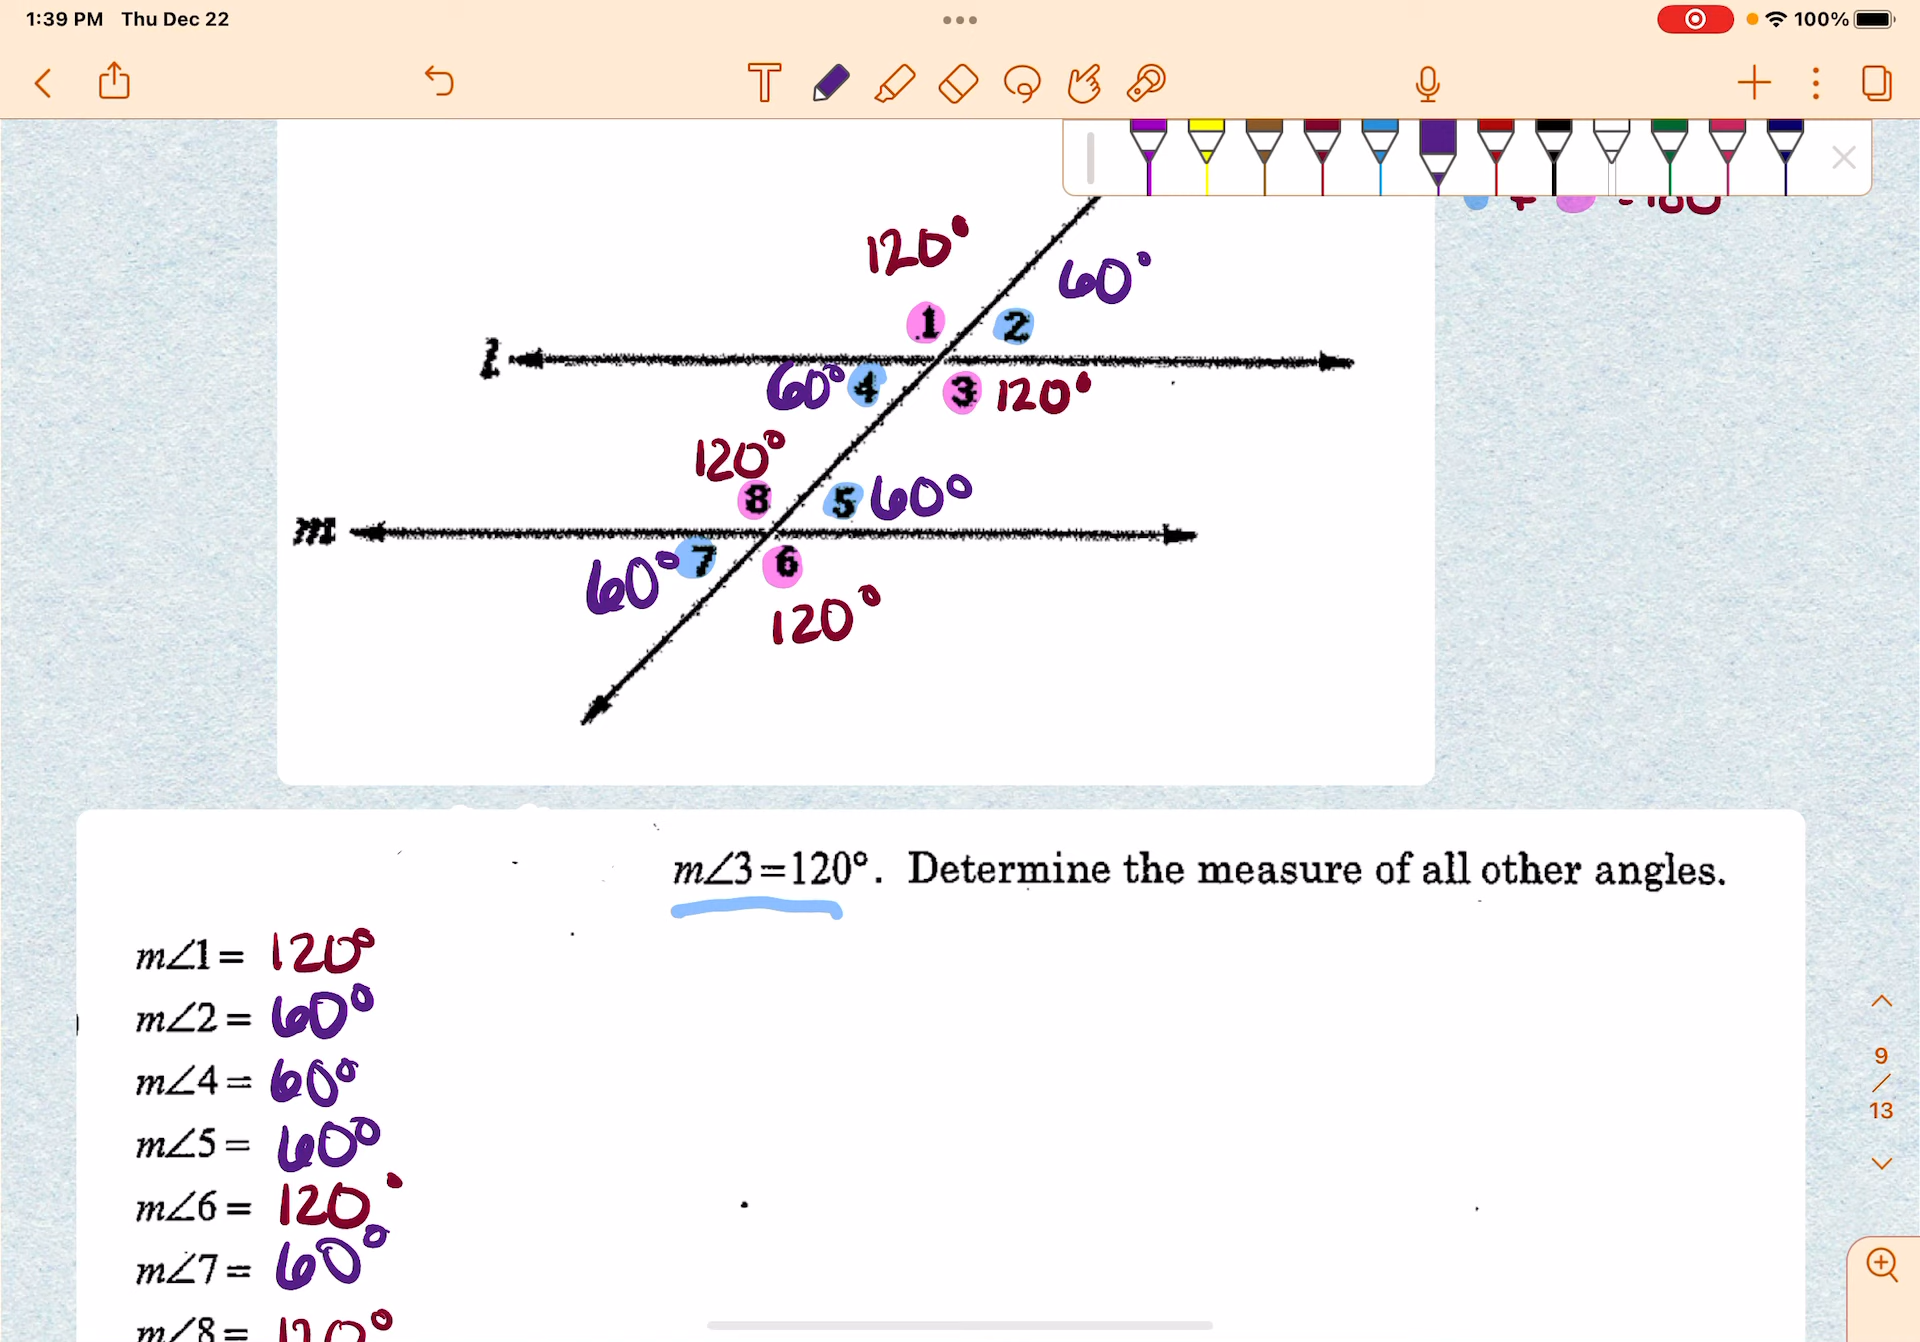 1:39 PM Thu Dec 22
100%
+ = 180
120°
60°
1 2
l
60° 4 3 120°
120°
8 5 60°
m
60° 7 6
120°
m∠3=120°. Determine the measure of all other angles.
m∠1= 120°
m∠2= 60°
m∠4= 60°
m∠5= 60°
m∠6= 120°
m∠7= 60°
m∠8= 120°
9
/
13